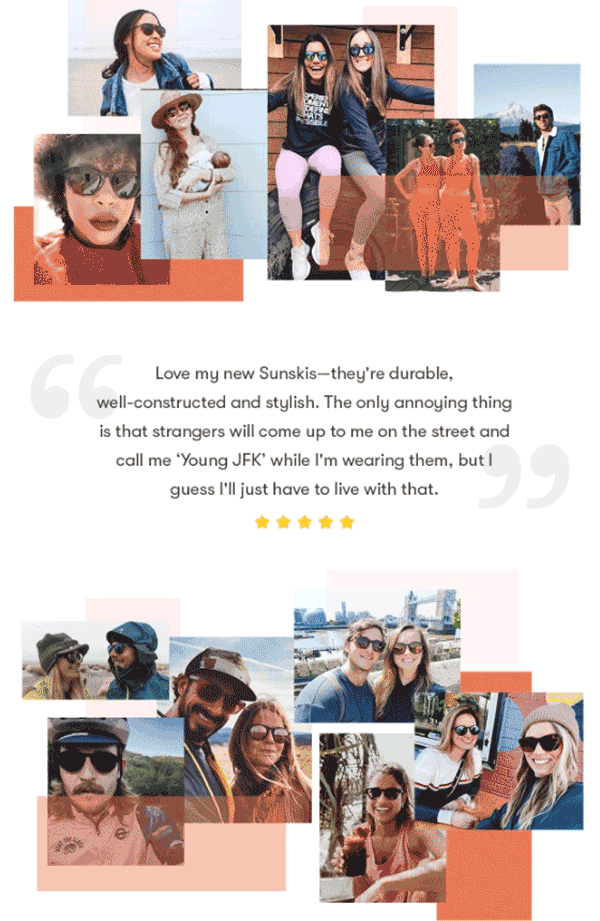 Love my new Sunskis—they're durable,
well-constructed and stylish. The only annoying thing
is that strangers will come up to me on the street and
call me ‘Young JFK’ while I'm wearing them, but I
guess I'll just have to live with that.